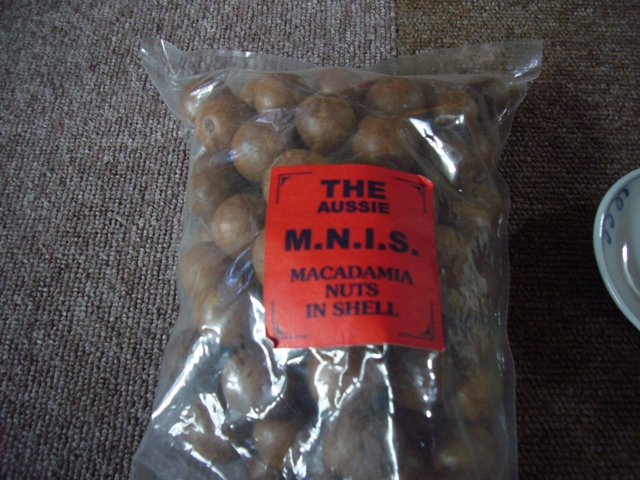 THE
AUSSIE
M.N.I.S.
MACADAMIA
NUTS
IN SHELL